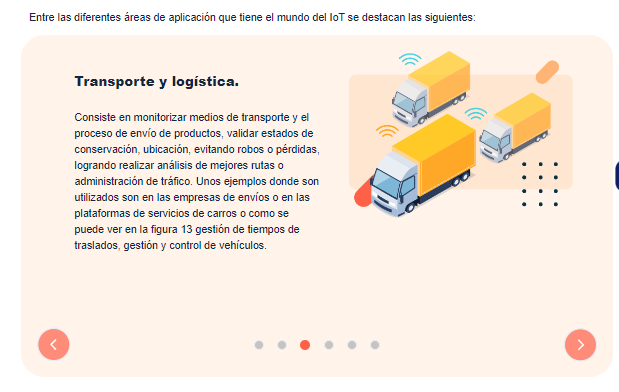 Entre las diferentes áreas de aplicación que tiene el mundo del IoT se destacan las siguientes:
Transporte y logística.
Consiste en monitorizar medios de transporte y el
proceso de envío de productos, validar estados de
conservación, ubicación, evitando robos o pérdidas,
logrando realizar análisis de mejores rutas o
administración de tráfico. Unos ejemplos donde son
utilizados son en las empresas de envíos o en las
plataformas de servicios de carros o como se
puede ver en la figura 13 gestión de tiempos de
traslados, gestión y control de vehículos.